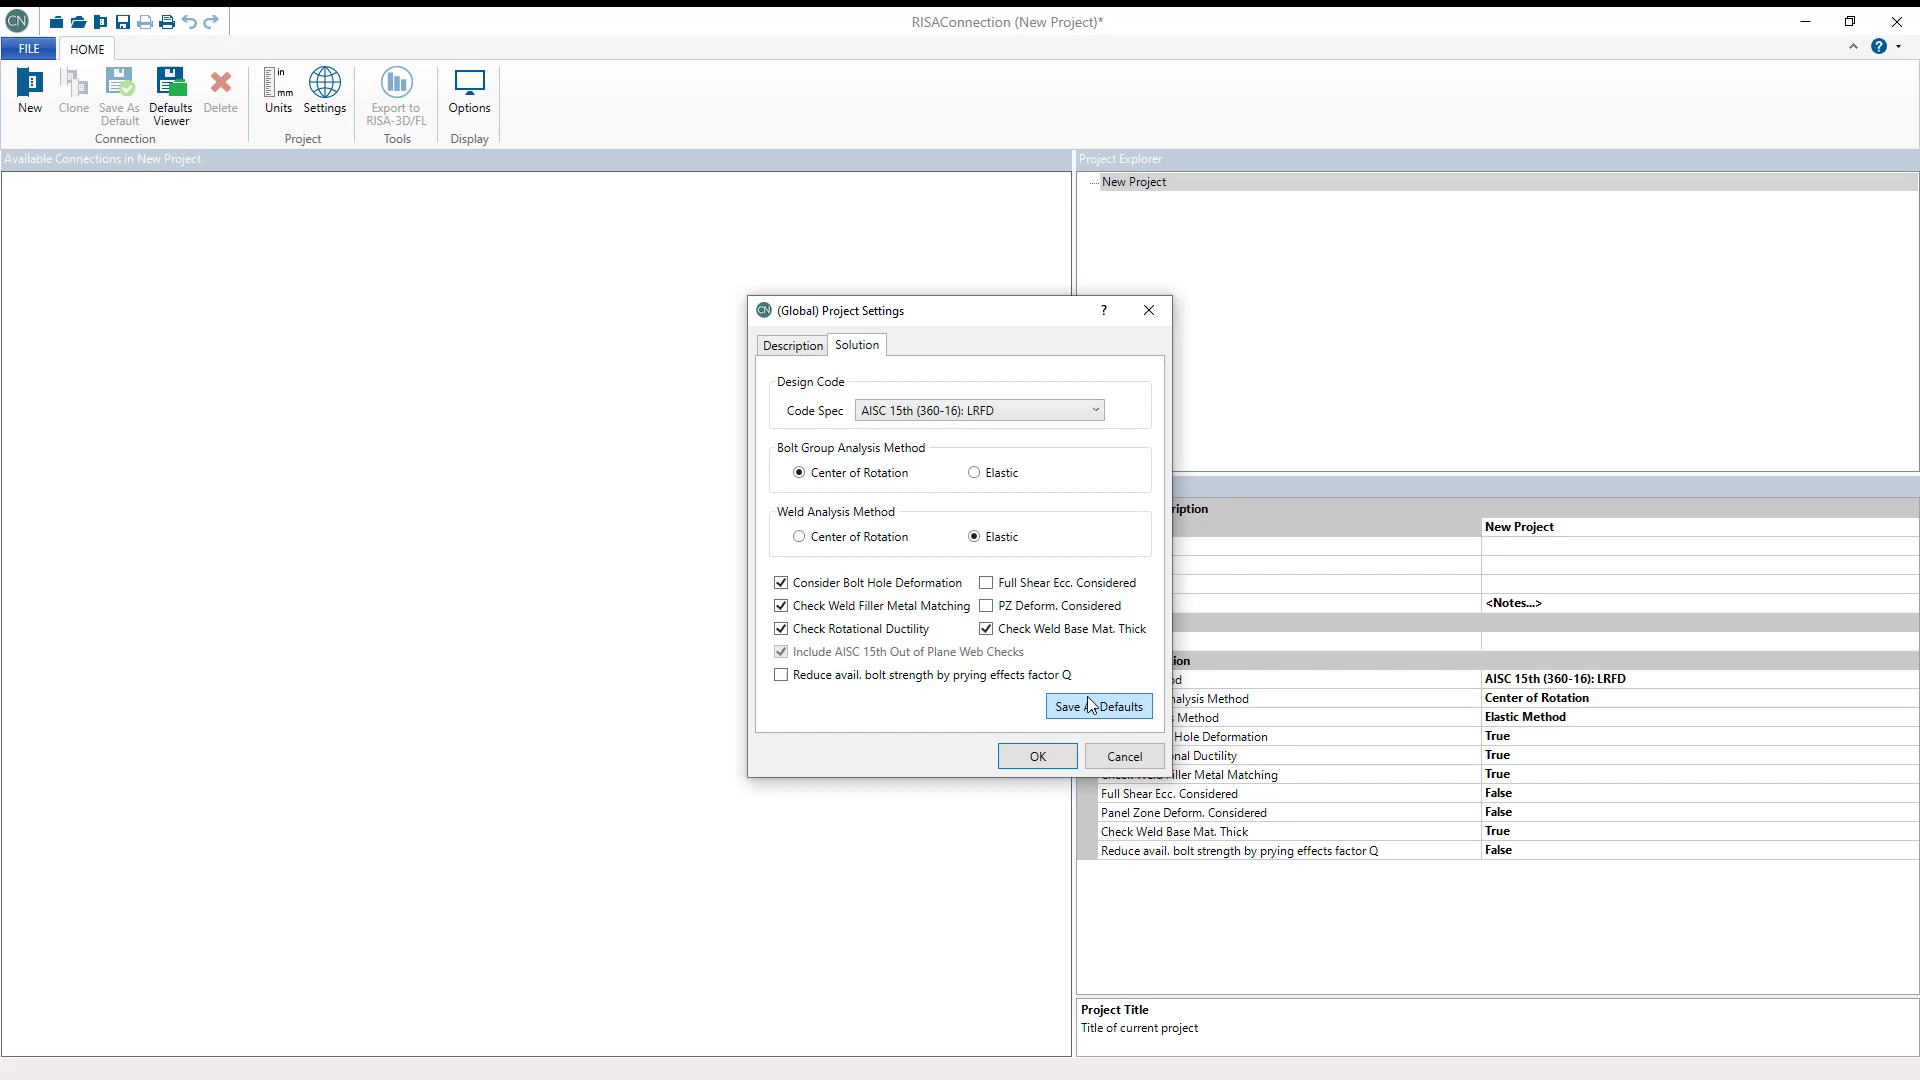 CN
RISAConnection (New Project)*
FILE
HOME
in
mm
New
Clone
Save As
Default
Defaults
Viewer
Delete
Units
Settings
Export to
RISA-3D/FL
Options
Connection
Project
Tools
Display
Available Connections in New Project
Project Explorer
New Project
CN (Global) Project Settings
Description
Solution
Design Code
Code Spec
AISC 15th (360-16): LRFD
Bolt Group Analysis Method
Center of Rotation
Elastic
Weld Analysis Method
Center of Rotation
Elastic
Consider Bolt Hole Deformation
Full Shear Ecc. Considered
Check Weld Filler Metal Matching
PZ Deform. Considered
Check Rotational Ductility
Check Weld Base Mat. Thick
Include AISC 15th Out of Plane Web Checks
Reduce avail. bolt strength by prying effects factor Q
Save Defaults
OK
Cancel
ription
New Project
<Notes...>
ion
od AISC 15th (360-16): LRFD
nalysis Method Center of Rotation
s Method Elastic Method
Hole Deformation True
nal Ductility True
ller Metal Matching True
Full Shear Ecc. Considered False
Panel Zone Deform. Considered False
Check Weld Base Mat. Thick True
Reduce avail. bolt strength by prying effects factor Q False
Project Title
Title of current project